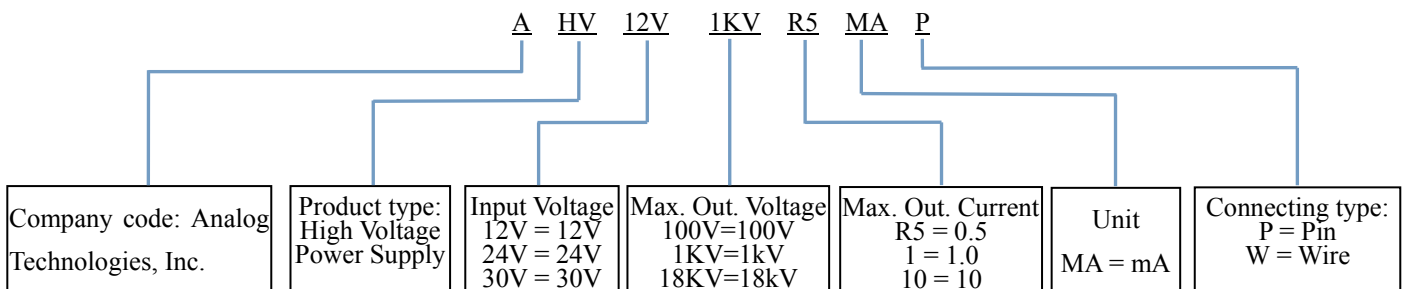 A HV 12V 1KV R5 MA P
Company code: Analog
Technologies, Inc.
Product type:
High Voltage
Power Supply
Input Voltage
12V = 12V
24V = 24V
30V = 30V
Max. Out. Voltage
100V=100V
1KV=1kV
18KV=18kV
Max. Out. Current
R5 = 0.5
1 = 1.0
10 = 10
Unit
MA = mA
Connecting type:
P = Pin
W = Wire